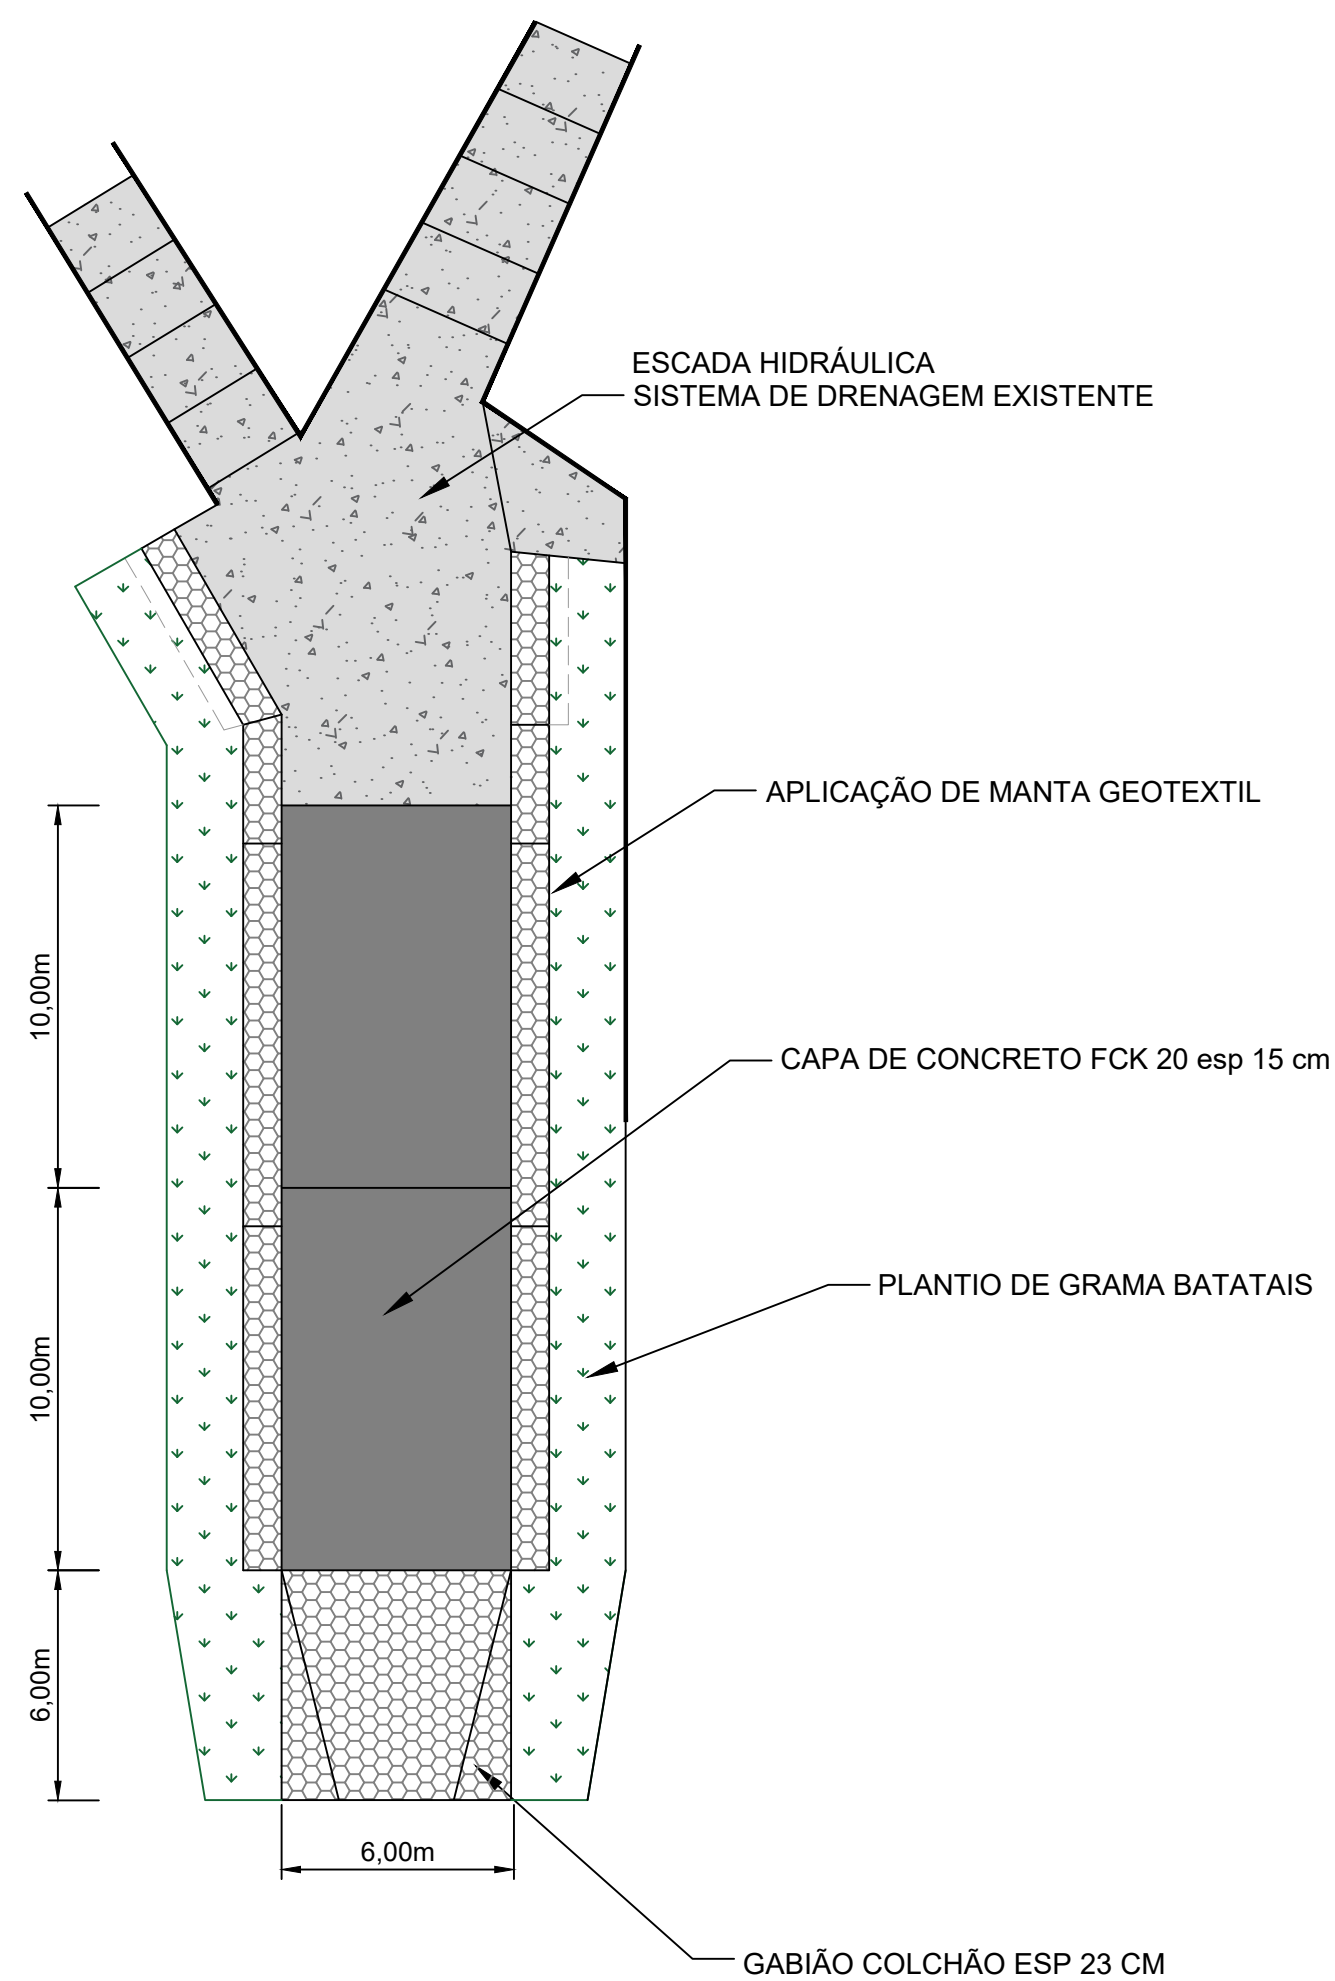 ESCADA HIDRÁULICA
SISTEMA DE DRENAGEM EXISTENTE
APLICAÇÃO DE MANTA GEOTEXTIL
10,00m
CAPA DE CONCRETO FCK 20 esp 15 cm
PLANTIO DE GRAMA BATATAIS
10,00m
6,00m
6,00m
GABIÃO COLCHÃO ESP 23 CM